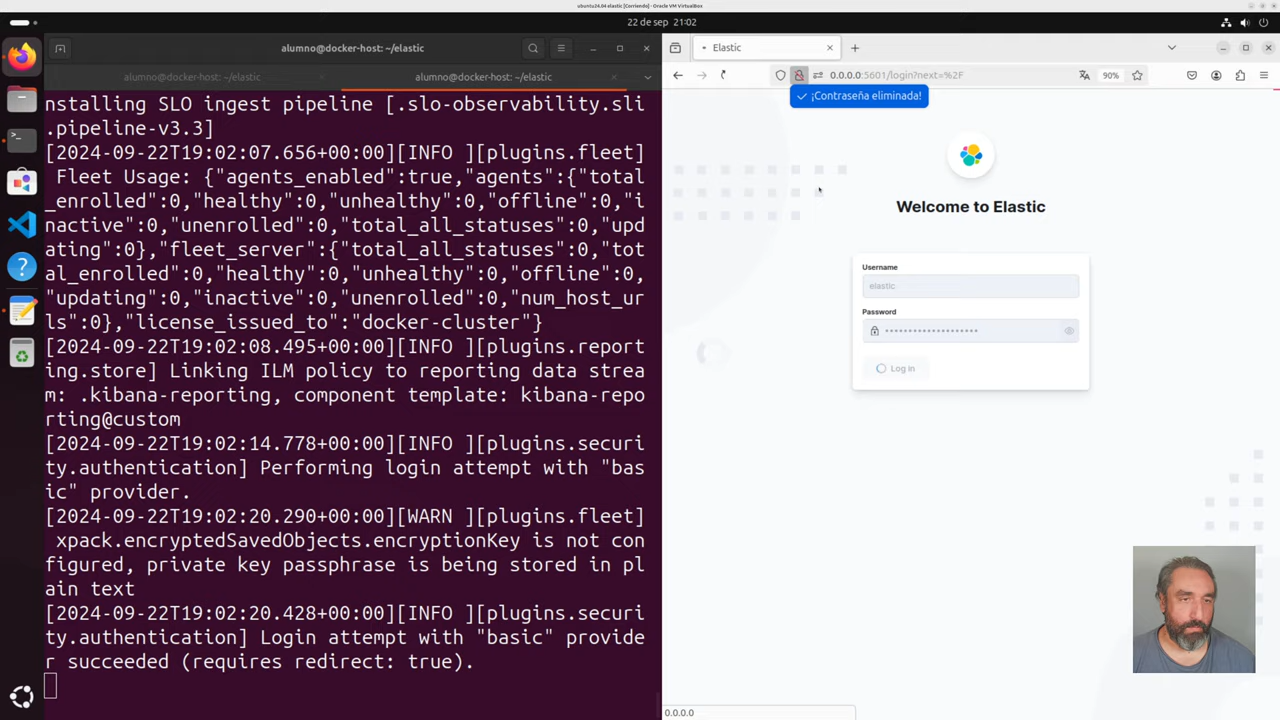 ubuntu24.04 elastic [Corriendo] - Oracle VM VirtualBox
22 de sep 21:02
alumno@docker-host: ~/elastic
alumno@docker-host: ~/elastic
alumno@docker-host: ~/elastic
nstalling SLO ingest pipeline [.slo-observability.sli
.pipeline-v3.3]
[2024-09-22T19:02:07.656+00:00][INFO ][plugins.fleet]
Fleet Usage: {"agents_enabled":true,"agents":{"total
_enrolled":0,"healthy":0,"unhealthy":0,"offline":0,"i
nactive":0,"unenrolled":0,"total_all_statuses":0,"upd
ating":0},"fleet_server":{"total_all_statuses":0,"tot
al_enrolled":0,"healthy":0,"unhealthy":0,"offline":0,
"updating":0,"inactive":0,"unenrolled":0,"num_host_ur
ls":0},"license_issued_to":"docker-cluster"}
[2024-09-22T19:02:08.495+00:00][INFO ][plugins.report
ing.store] Linking ILM policy to reporting data strea
m: .kibana-reporting, component template: kibana-repo
rting@custom
[2024-09-22T19:02:14.778+00:00][INFO ][plugins.securi
ty.authentication] Performing login attempt with "bas
ic" provider.
[2024-09-22T19:02:20.290+00:00][WARN ][plugins.fleet]
xpack.encryptedSavedObjects.encryptionKey is not con
figured, private key passphrase is being stored in pl
ain text
[2024-09-22T19:02:20.428+00:00][INFO ][plugins.securi
ty.authentication] Login attempt with "basic" provide
r succeeded (requires redirect: true).
Elastic
0.0.0.0:5601/login?next=%2F
90%
¡Contraseña eliminada!
Welcome to Elastic
Username
elastic
Password
••••••••••••••••••••
Log in
0.0.0.0